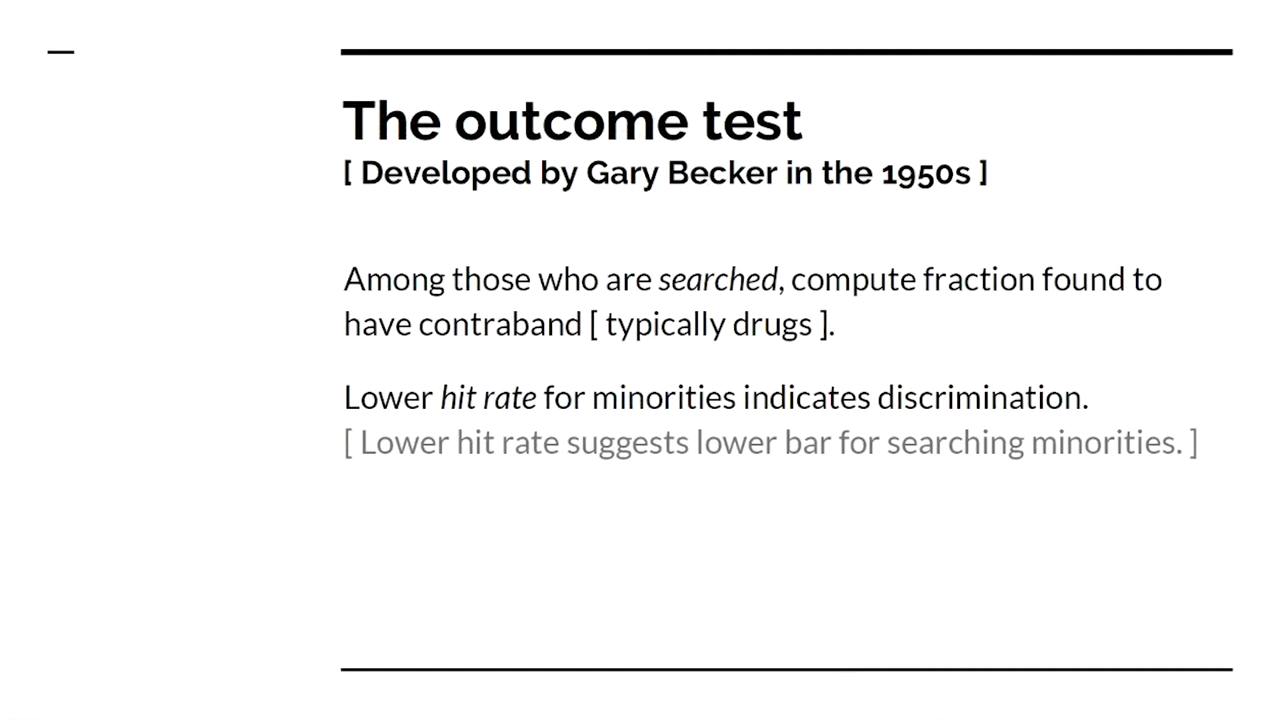 The outcome test
[ Developed by Gary Becker in the 1950s ]
Among those who are searched, compute fraction found to
have contraband [ typically drugs ].
Lower hit rate for minorities indicates discrimination.
[ Lower hit rate suggests lower bar for searching minorities. ]